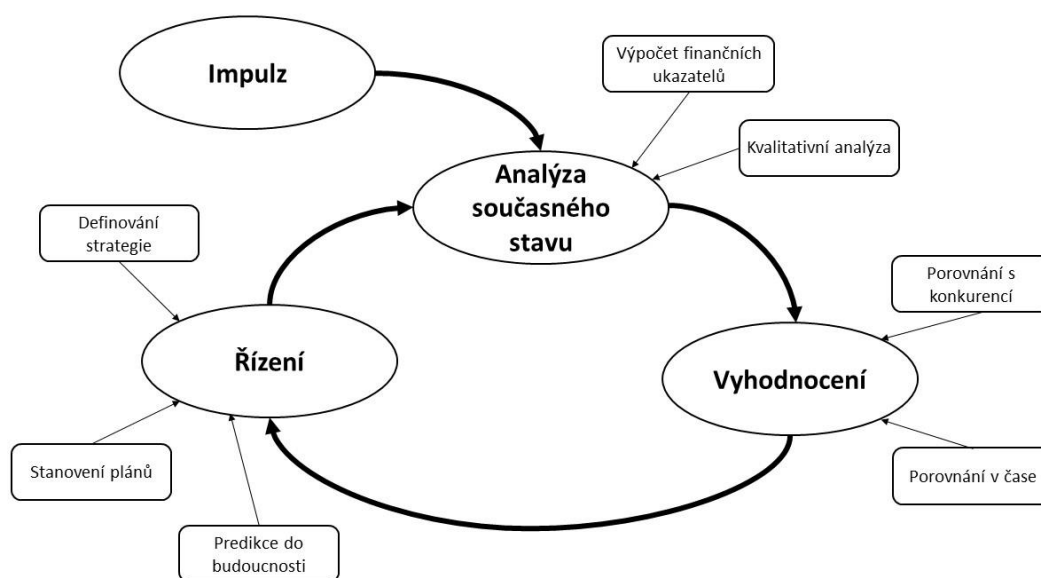 Impulz
Výpočet finančních
ukazatelů
Kvalitativní analýza
Analýza
současného
stavu
Definování
strategie
Porovnání s
konkurencí
Řízení
Vyhodnocení
Stanovení plánů
Porovnání v čase
Predikce do
budoucnosti